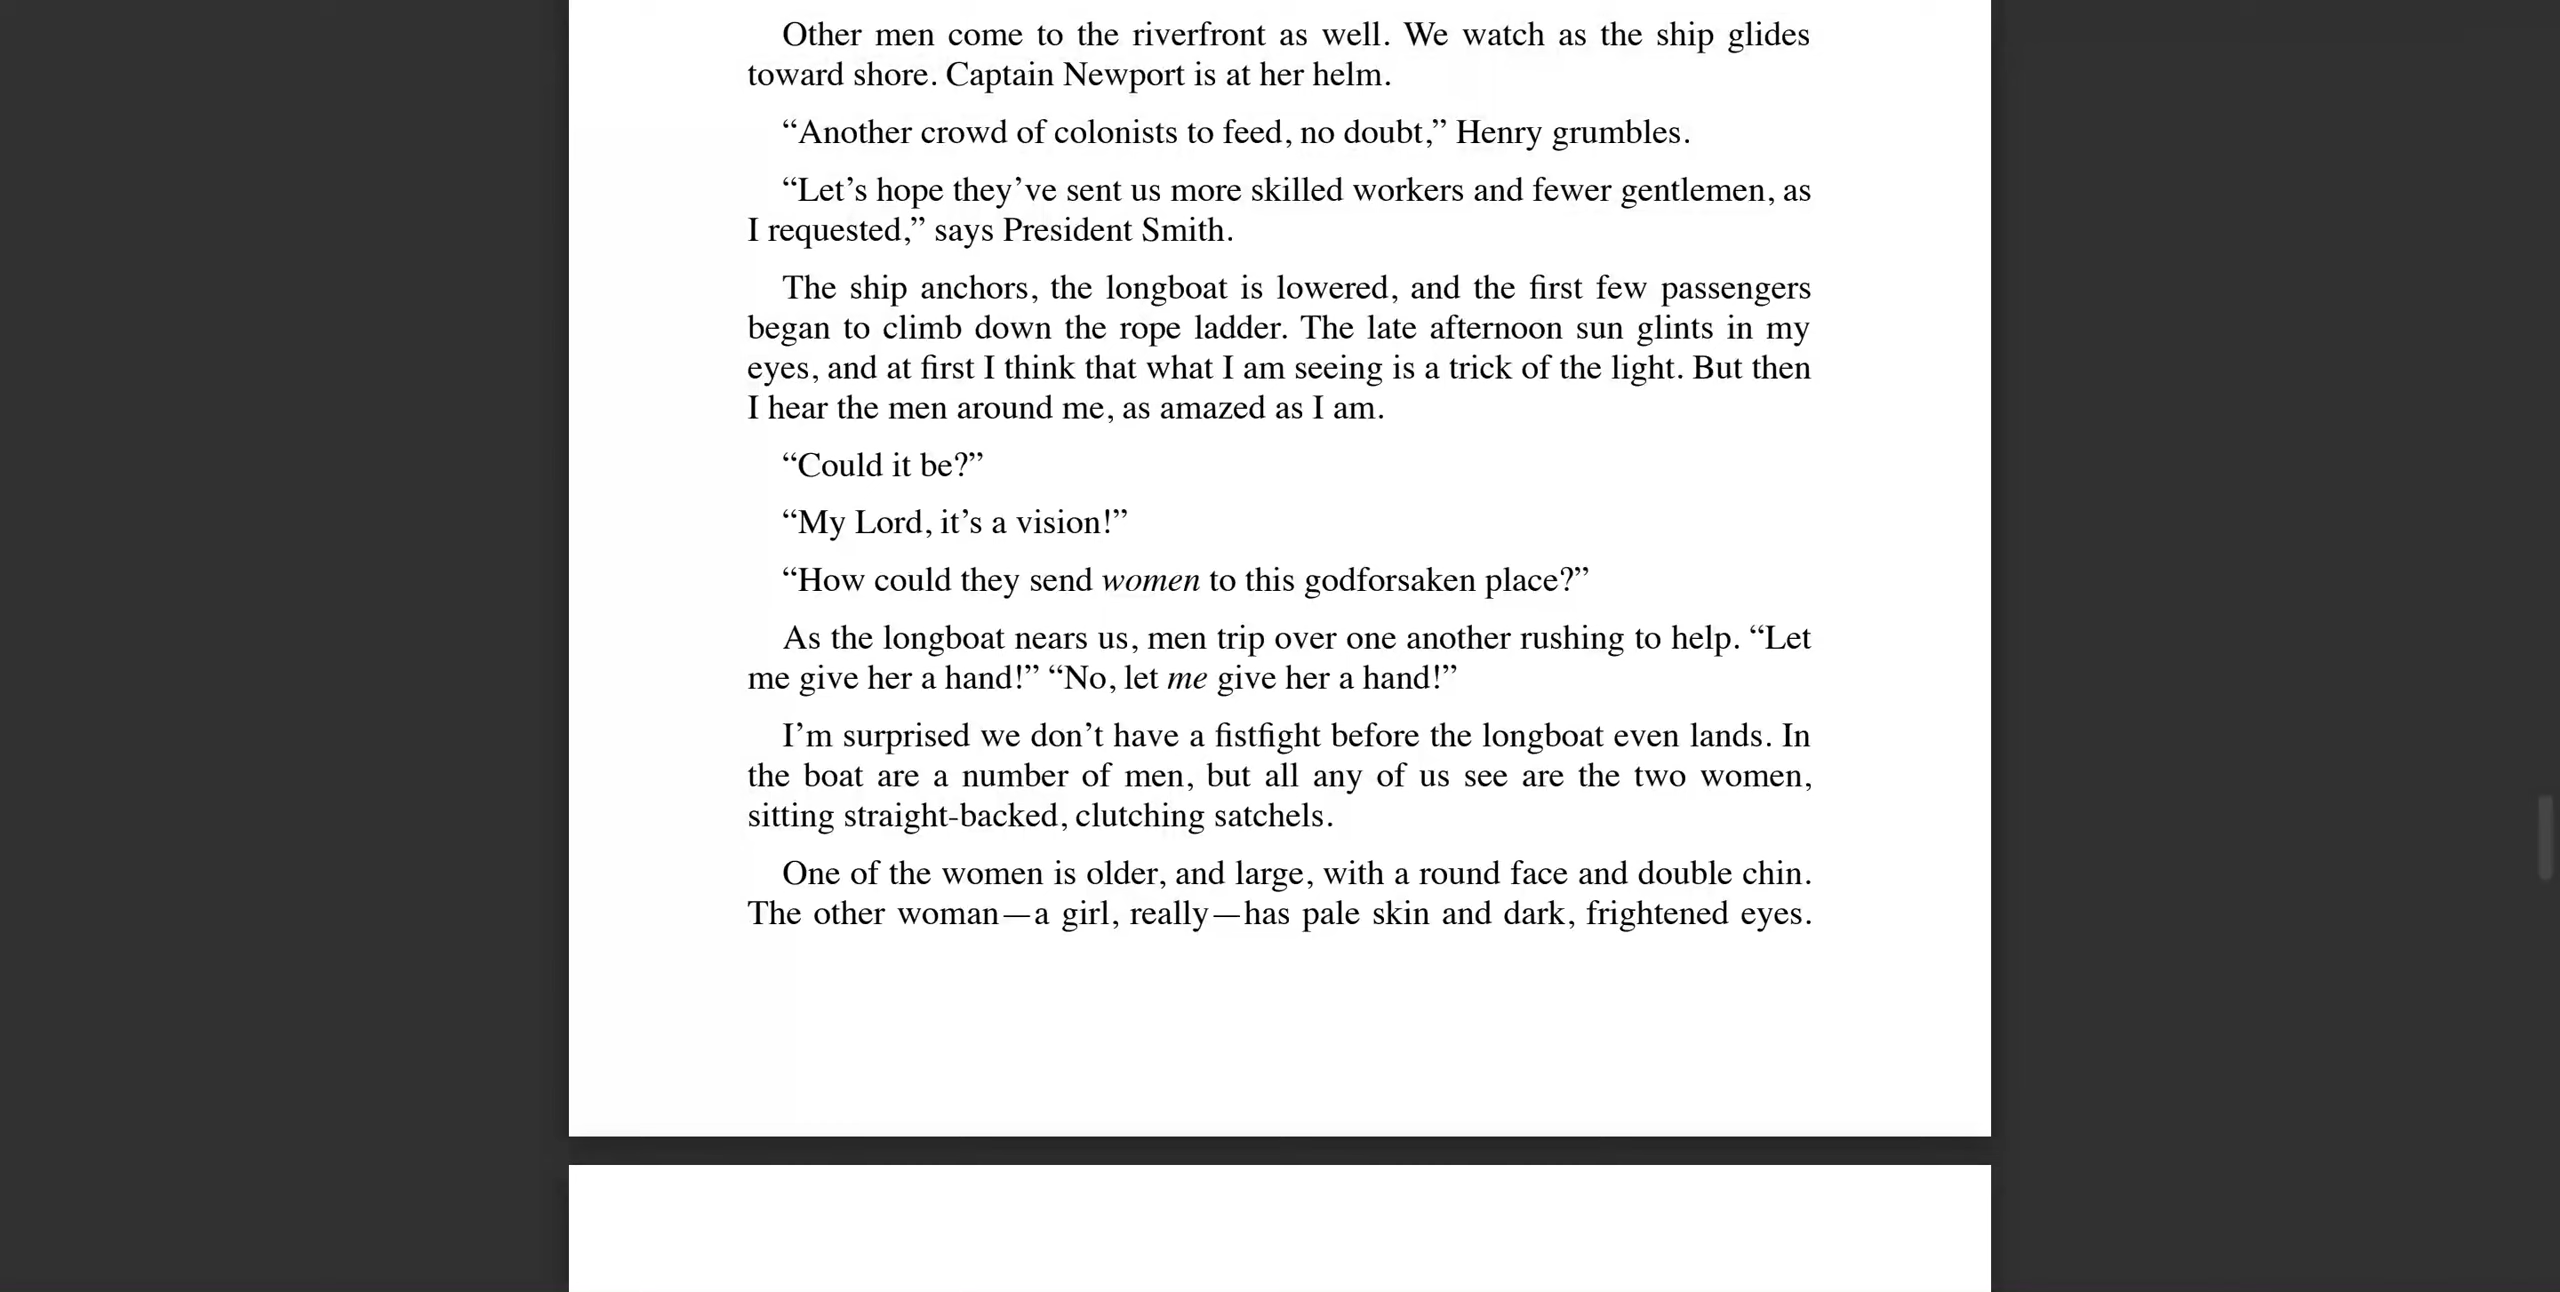 Other men come to the riverfront as well. We watch as the ship glides
toward shore. Captain Newport is at her helm.
“Another crowd of colonists to feed, no doubt,” Henry grumbles.
“Let’s hope they’ve sent us more skilled workers and fewer gentlemen, as
I requested,” says President Smith.
The ship anchors, the longboat is lowered, and the first few passengers
began to climb down the rope ladder. The late afternoon sun glints in my
eyes, and at first I think that what I am seeing is a trick of the light. But then
I hear the men around me, as amazed as I am.
“Could it be?”
“My Lord, it’s a vision!”
“How could they send women to this godforsaken place?”
As the longboat nears us, men trip over one another rushing to help. “Let
me give her a hand!” “No, let me give her a hand!”
I’m surprised we don’t have a fistfight before the longboat even lands. In
the boat are a number of men, but all any of us see are the two women,
sitting straight-backed, clutching satchels.
One of the women is older, and large, with a round face and double chin.
The other woman—a girl, really—has pale skin and dark, frightened eyes.